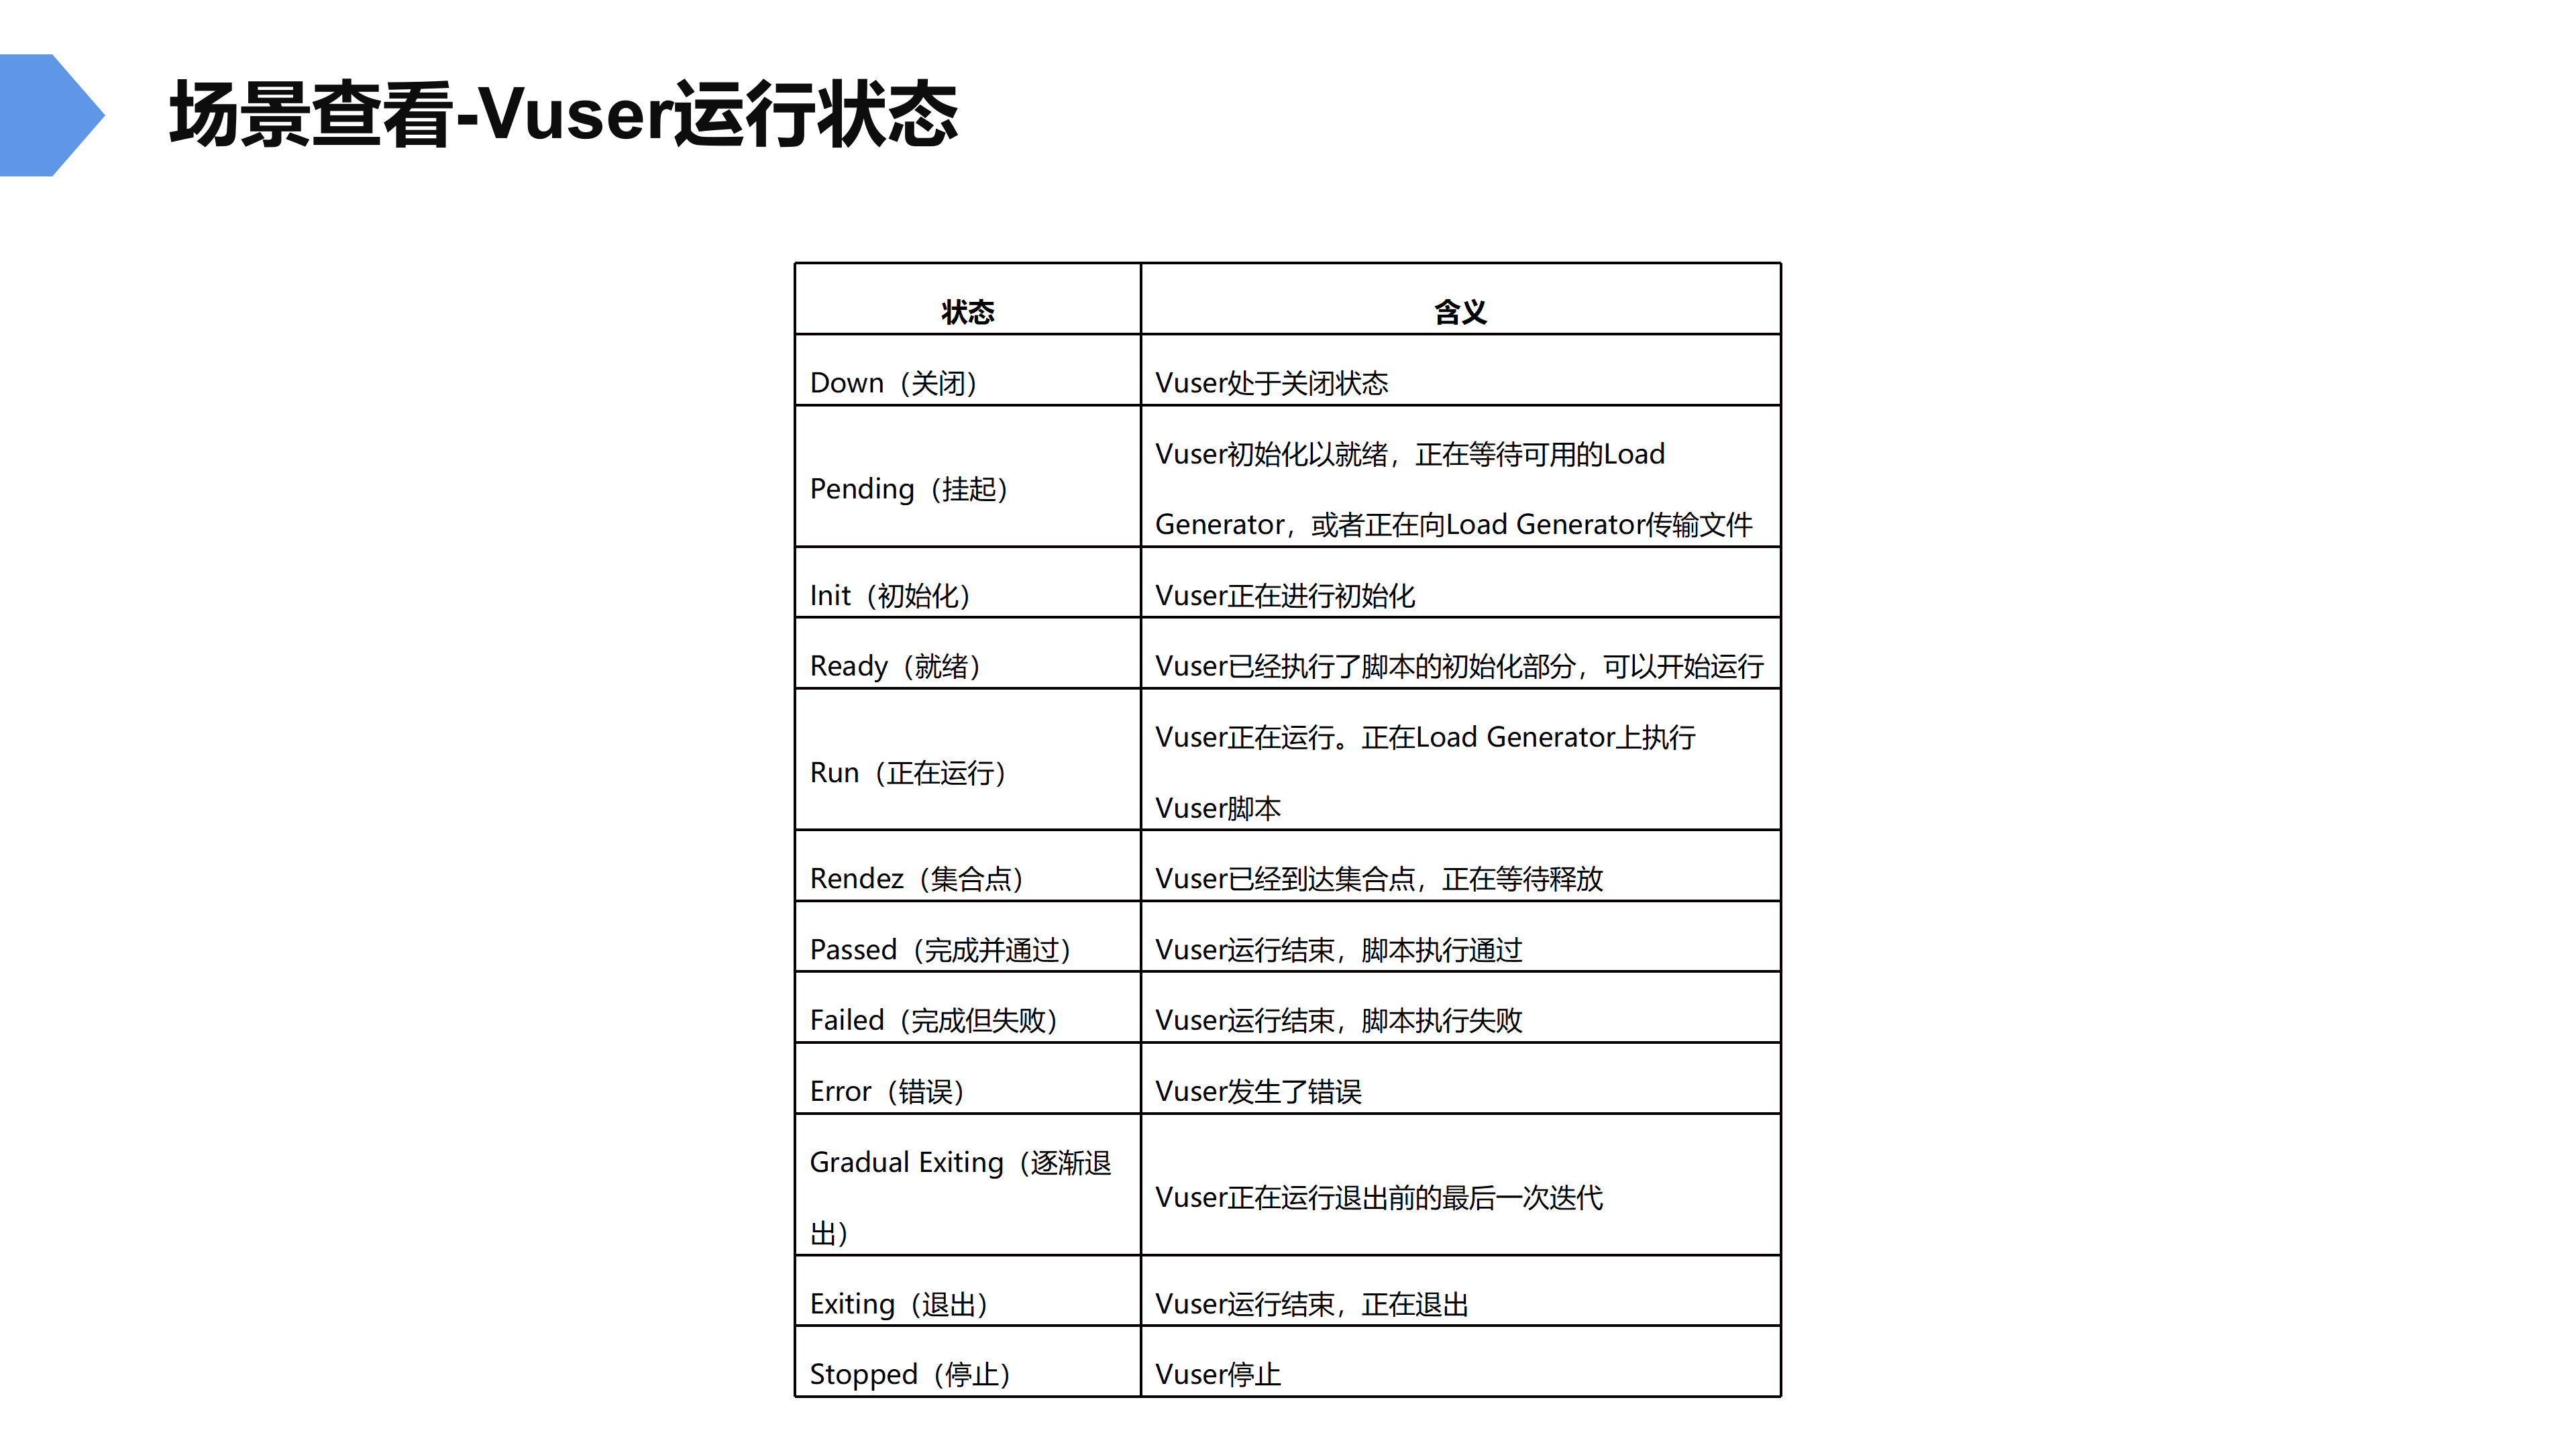 场景查看-Vuser运行状态
状态
含义
Down（关闭）
Vuser处于关闭状态
Pending（挂起）
Vuser初始化以就绪，正在等待可用的Load
Generator，或者正在向Load Generator传输文件
Init（初始化）
Vuser正在进行初始化
Ready（就绪）
Vuser已经执行了脚本的初始化部分，可以开始运行
Run（正在运行）
Vuser正在运行。正在Load Generator上执行
Vuser脚本
Rendez（集合点）
Vuser已经到达集合点，正在等待释放
Passed（完成并通过）
Vuser运行结束，脚本执行通过
Failed（完成但失败）
Vuser运行结束，脚本执行失败
Error（错误）
Vuser发生了错误
Gradual Exiting（逐渐退
出）
Vuser正在运行退出前的最后一次迭代
Exiting（退出）
Vuser运行结束，正在退出
Stopped（停止）
Vuser停止